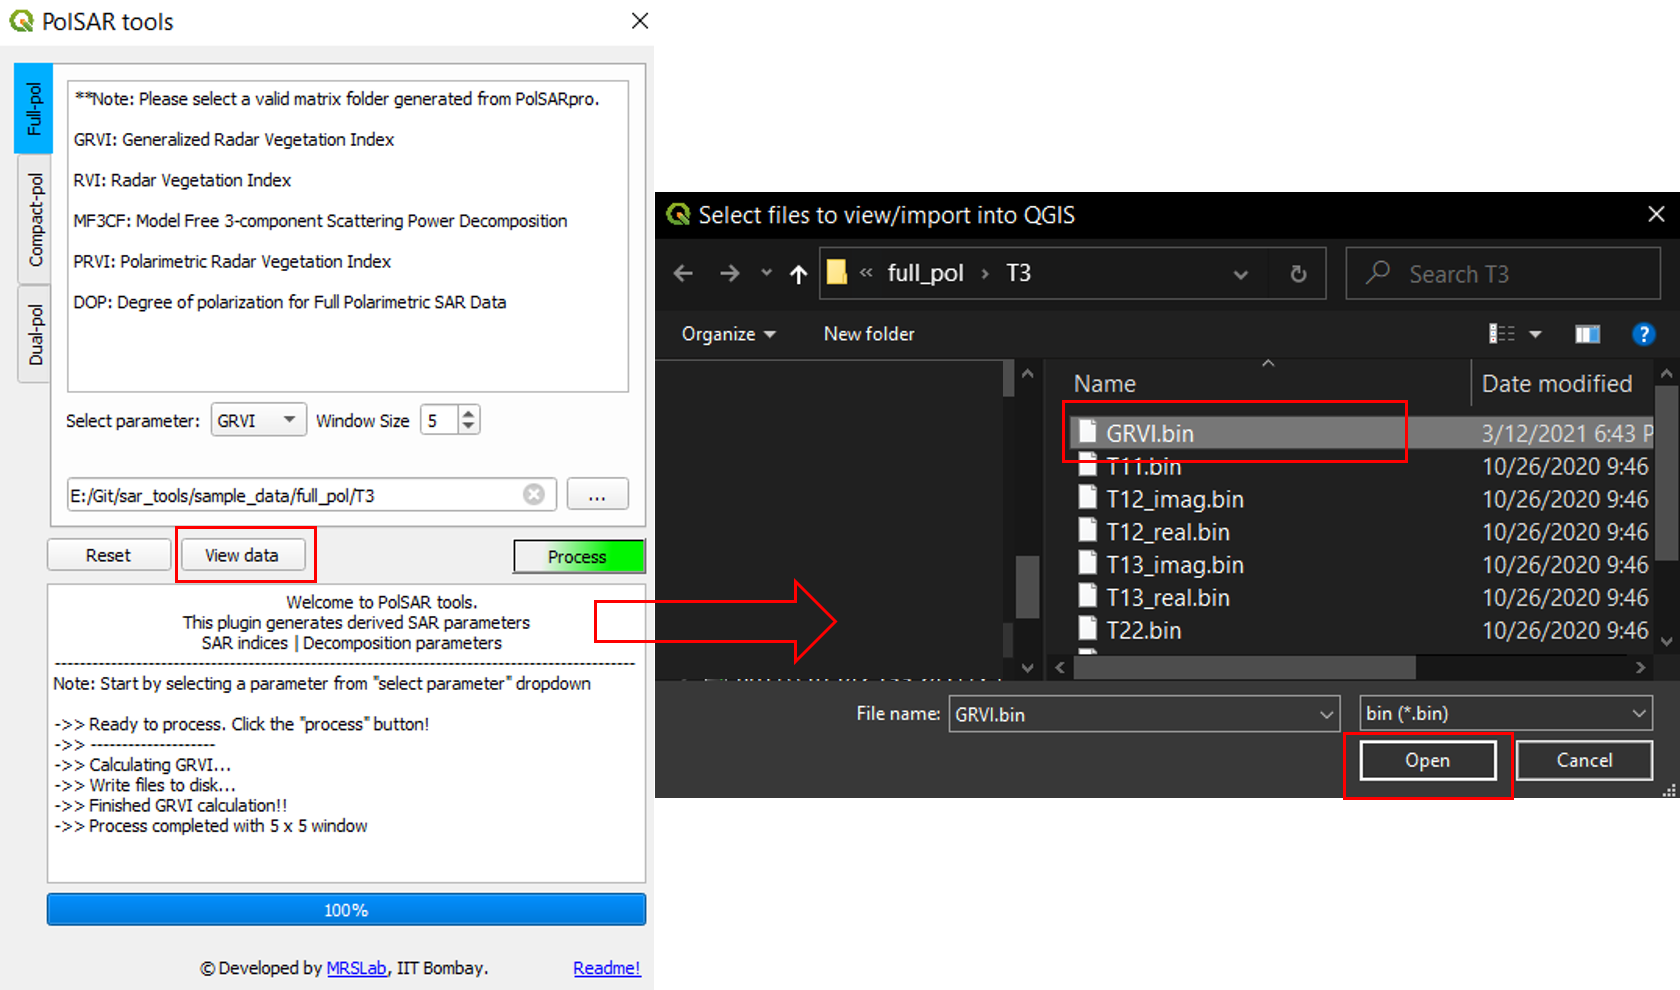 PolSAR tools
Full-pol
Compact-pol
Dual-pol
**Note: Please select a valid matrix folder generated from PolSARpro.
GRVI: Generalized Radar Vegetation Index
RVI: Radar Vegetation Index
MF3CF: Model Free 3-component Scattering Power Decomposition
PRVI: Polarimetric Radar Vegetation Index
DOP: Degree of polarization for Full Polarimetric SAR Data
Select parameter: GRVI Window Size 5
E:/Git/sar_tools/sample_data/full_pol/T3 ...
Reset View data Process
Welcome to PolSAR tools.
This plugin generates derived SAR parameters
SAR indices | Decomposition parameters
--------------------------------------------------------------------------------------------
Note: Start by selecting a parameter from "select parameter" dropdown
->> Ready to process. Click the "process" button!
->> --------------------
->> Calculating GRVI...
->> Write files to disk...
->> Finished GRVI calculation!!
->> Process completed with 5 x 5 window
100%
© Developed by MRSLab, IIT Bombay. Readme!
Select files to view/import into QGIS
« full_pol › T3 Search T3
Organize New folder ?
Name Date modified
GRVI.bin 3/12/2021 6:43 P
T11.bin 10/26/2020 9:46
T12_imag.bin 10/26/2020 9:46
T12_real.bin 10/26/2020 9:46
T13_imag.bin 10/26/2020 9:46
T13_real.bin 10/26/2020 9:46
T22.bin 10/26/2020 9:46
File name: GRVI.bin bin (*.bin)
Open Cancel